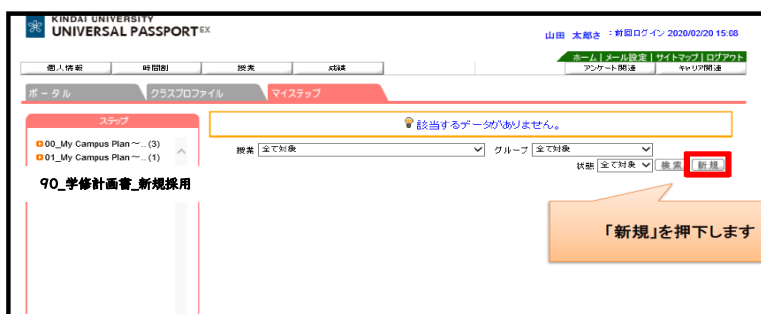 KINDAI UNIVERSITY
UNIVERSAL PASSPORT EX
山田 太郎さ :前回ログイン 2020/02/20 15:08
ホーム | メール設定 | サイトマップ | ログアウト
個人情報 時間割 授業 成績 アンケート関連 キャリア関連
ポータル クラスプロファイル マイステップ
ステップ
該当するデータがありません。
00_My Campus Plan～.. (3)
01_My Campus Plan～.. (1)
授業 全て対象 グループ 全て対象
状態 全て対象 検索 新規
90_学修計画書_新規採用
「新規」を押下します